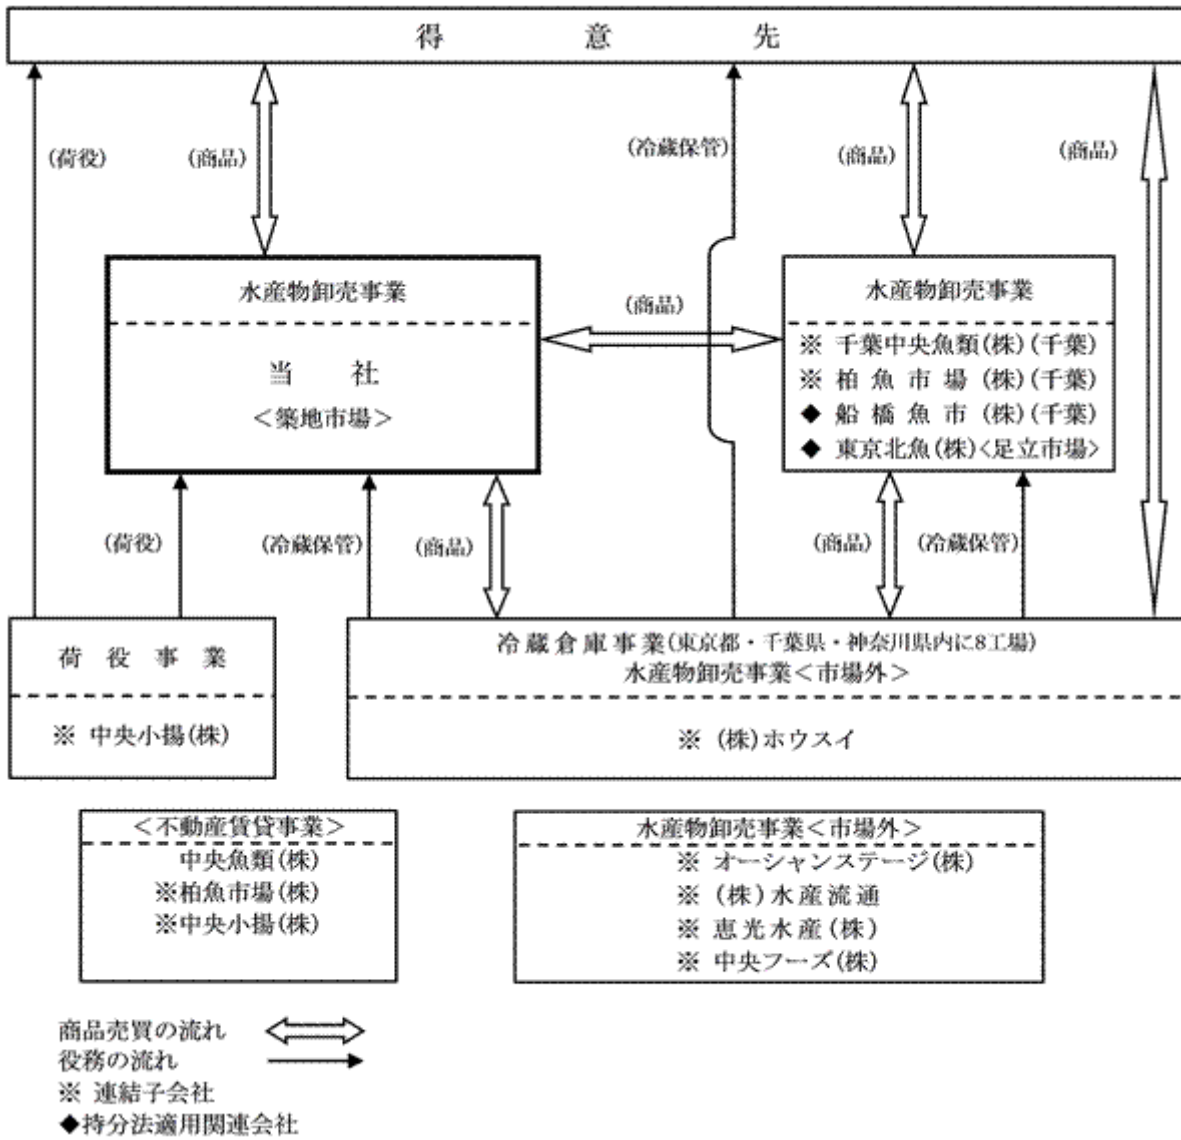 得意先
(荷役)
(商品)
(冷蔵保管)
(商品)
(商品)
水産物卸売事業
当社
<築地市場>
(商品)
水産物卸売事業
※ 千葉中央魚類(株)(千葉)
※ 柏魚市場(株)(千葉)
◆ 船橋魚市(株)(千葉)
◆ 東京北魚(株)<足立市場>
(荷役)
(冷蔵保管)
(商品)
(商品)
(冷蔵保管)
荷役事業
※ 中央小揚(株)
冷蔵倉庫事業(東京都・千葉県・神奈川県内に8工場)
水産物卸売事業<市場外>
※ (株)ホウスイ
<不動産賃貸事業>
中央魚類(株)
※柏魚市場(株)
※中央小揚(株)
水産物卸売事業<市場外>
※ オーシャンステージ(株)
※ (株)水産流通
※ 恵光水産(株)
※ 中央フーズ(株)
商品売買の流れ
役務の流れ
※ 連結子会社
◆持分法適用関連会社